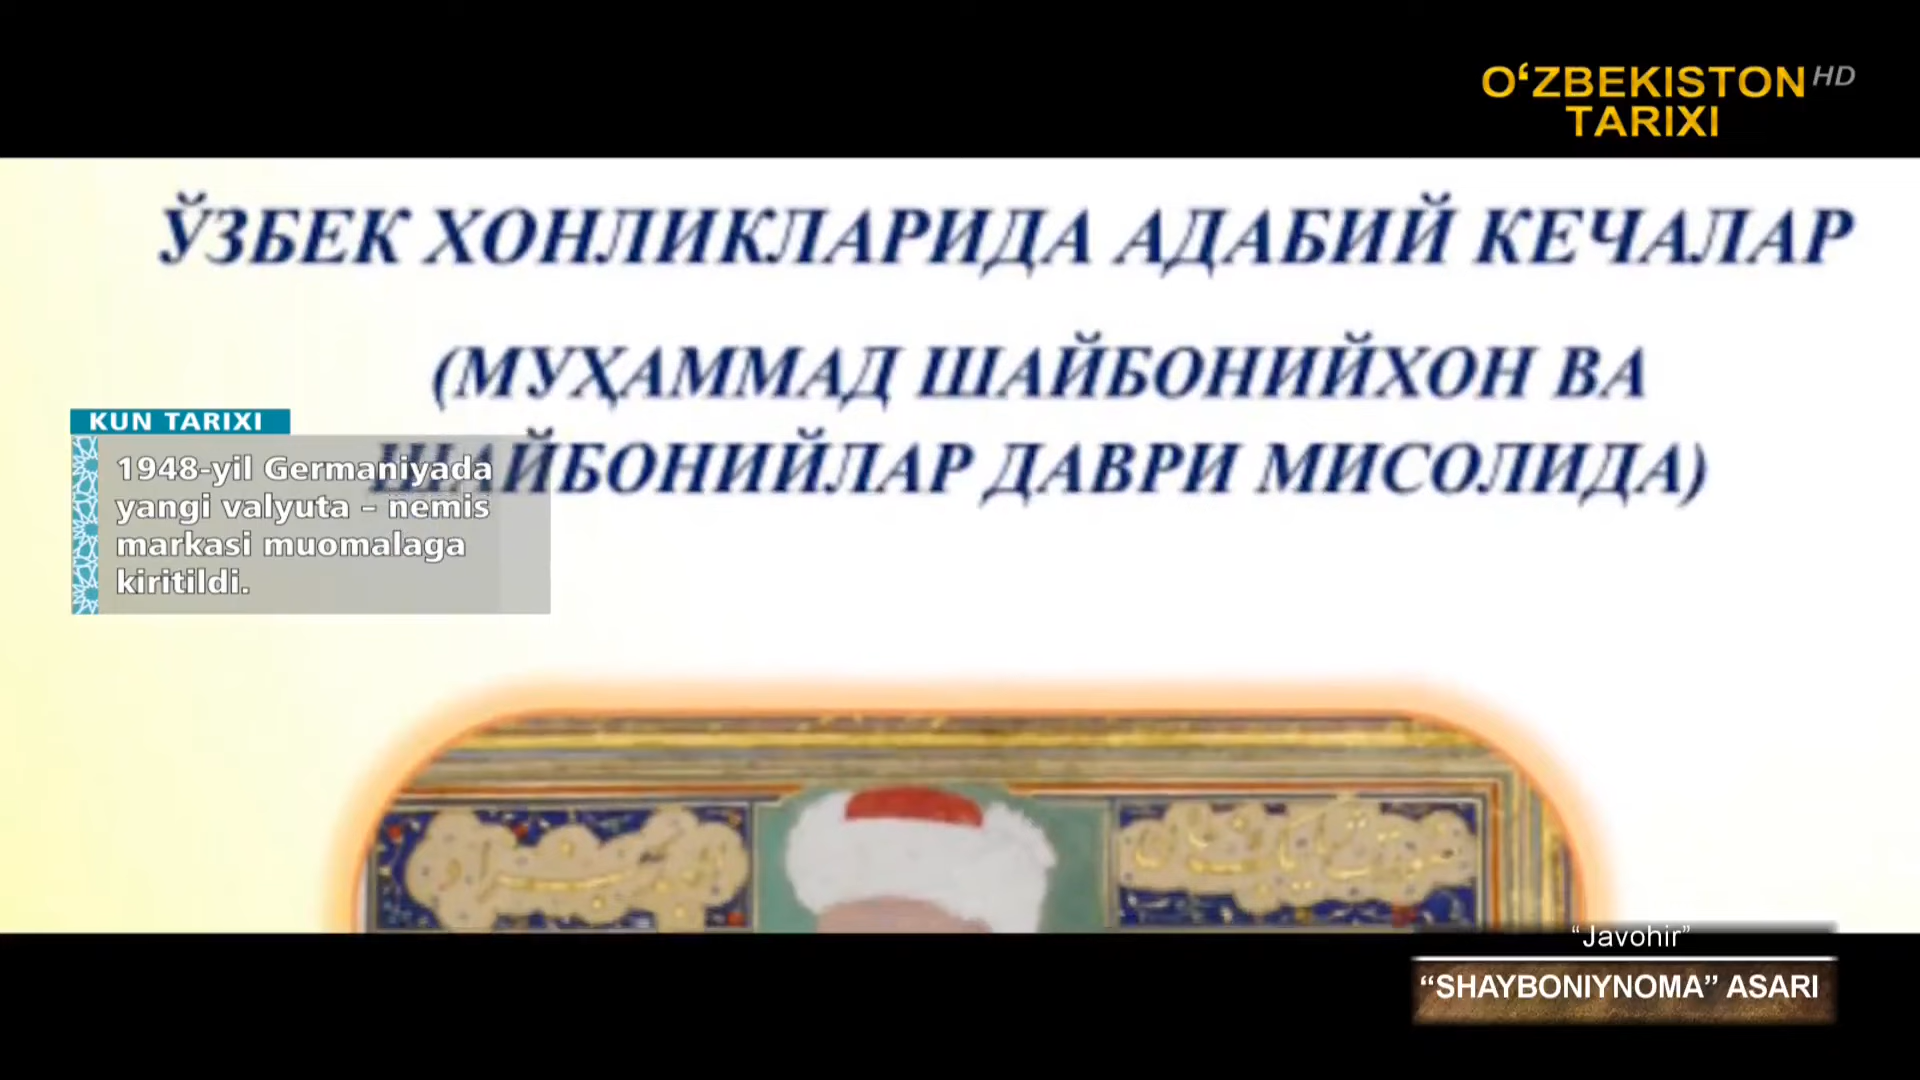 O‘ZBEKISTON HD
TARIXI
ЎЗБЕК ХОНЛИКЛАРИДА АДАБИЙ КЕЧАЛАР
(МУҲАММАД ШАЙБОНИЙХОН ВА
ШАЙБОНИЙЛАР ДАВРИ МИСОЛИДА)
KUN TARIXI
1948-yil Germaniyada
yangi valyuta – nemis
markasi muomalaga
kiritildi.
“Javohir”
“SHAYBONIYNOMA” ASARI